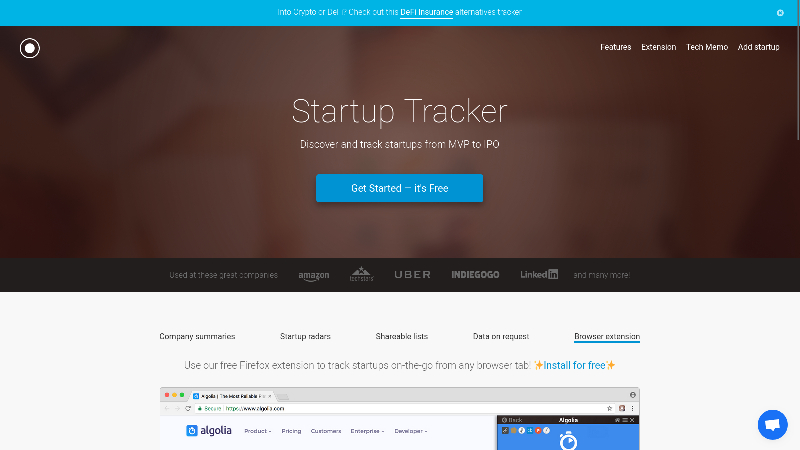 Into Crypto or DeFi? Check out this DeFi Insurance alternatives tracker
Features Extension Tech Memo Add startup
Startup Tracker
Discover and track startups from MVP to IPO
Get Started — it's Free
Used at these great companies amazon techstars UBER INDIEGOGO LinkedIn and many more!
Company summaries Startup radars Shareable lists Data on request Browser extension
Use our free Firefox extension to track startups on-the-go from any browser tab! ✨Install for free✨
Algolia | The Most Reliable
Secure https://www.algolia.com
Back Algolia
algolia Product Pricing Customers Enterprise Developer